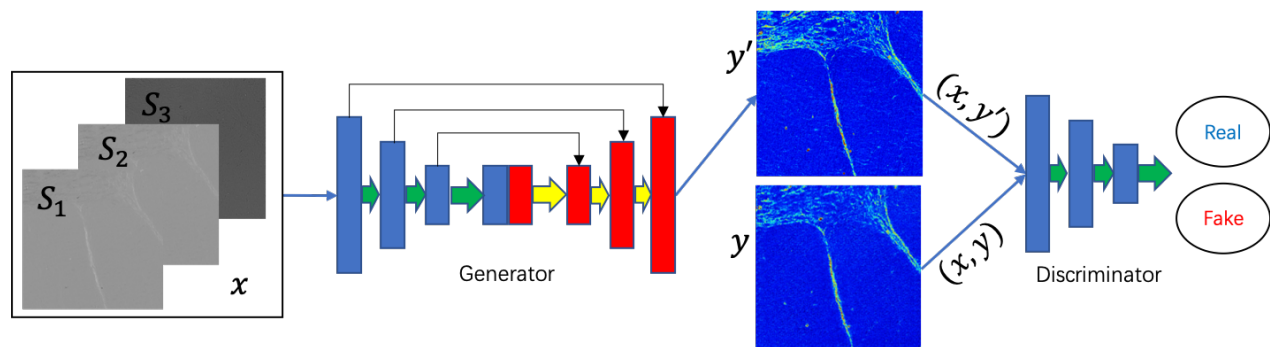 S₃
S₂
S₁
x
Generator
y′
y
(x, y′)
(x, y)
Discriminator
Real
Fake